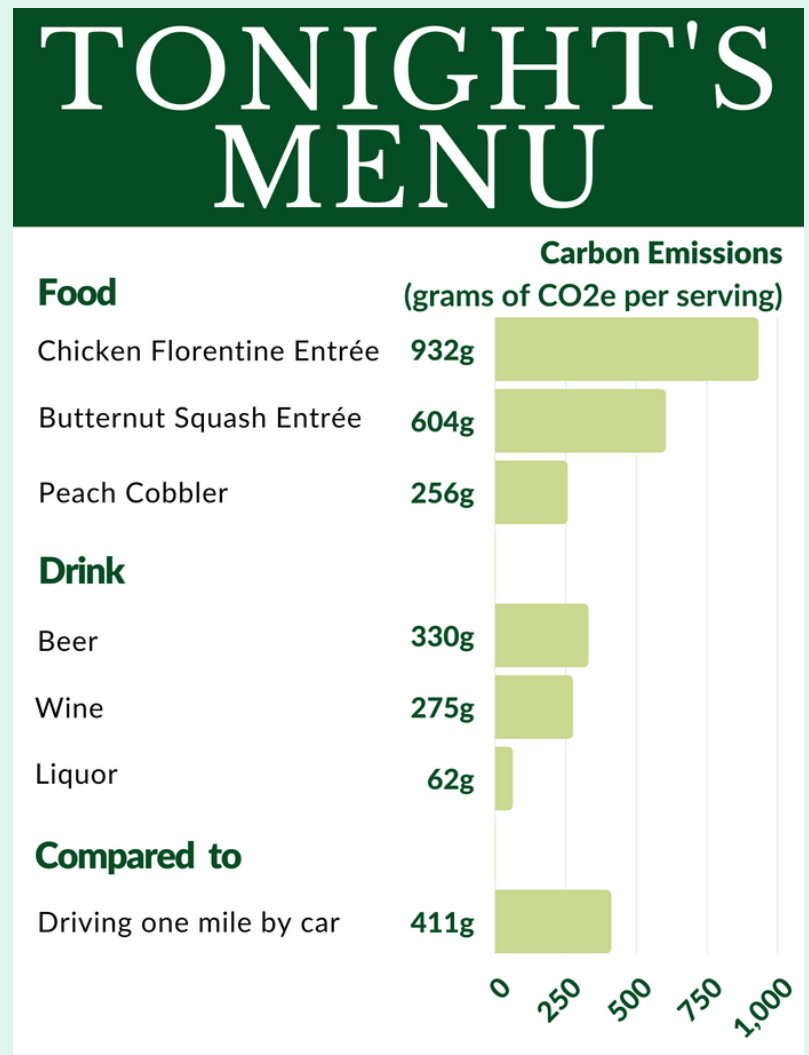 TONIGHT'S
MENU
Carbon Emissions
Food (grams of CO2e per serving)
Chicken Florentine Entrée 932g
Butternut Squash Entrée 604g
Peach Cobbler 256g
Drink
Beer 330g
Wine 275g
Liquor 62g
Compared to
Driving one mile by car 411g
0 250 500 750 1,000